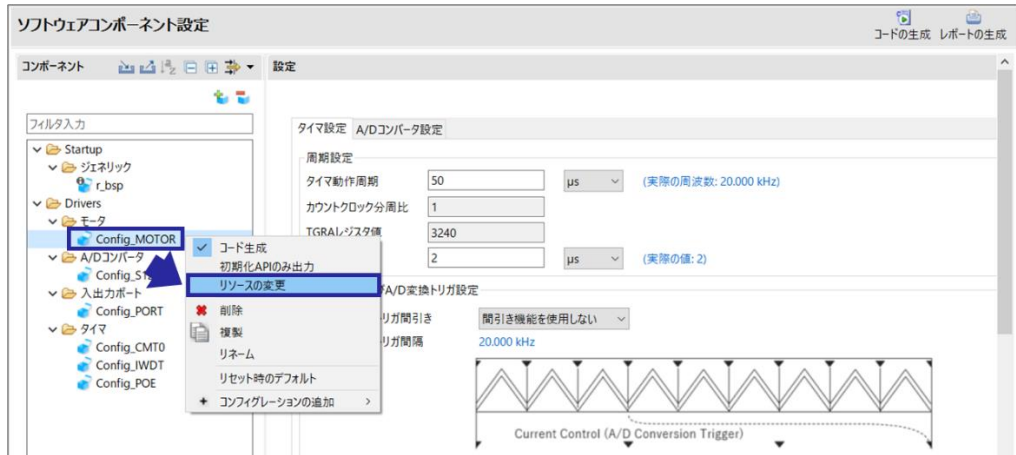 ソフトウェアコンポーネント設定
コードの生成 レポートの生成
コンポーネント
設定
フィルタ入力
Startup
ジェネリック
r_bsp
Drivers
モータ
Config_MOTOR
A/Dコンバータ
入出力ポート
Config_PORT
タイマ
Config_CMT0
Config_IWDT
Config_POE
コード生成
初期化APIのみ出力
リソースの変更
削除
複製
リネーム
リセット時のデフォルト
コンフィグレーションの追加
タイマ設定 A/Dコンバータ設定
周期設定
タイマ動作周期 50 µs (実際の周波数: 20.000 kHz)
カウントクロック分周比 1
TGRAレジスタ値 3240
2 µs (実際の値: 2)
A/D変換トリガ設定
リガ間引き 間引き機能を使用しない
リガ間隔 20.000 kHz
Current Control (A/D Conversion Trigger)